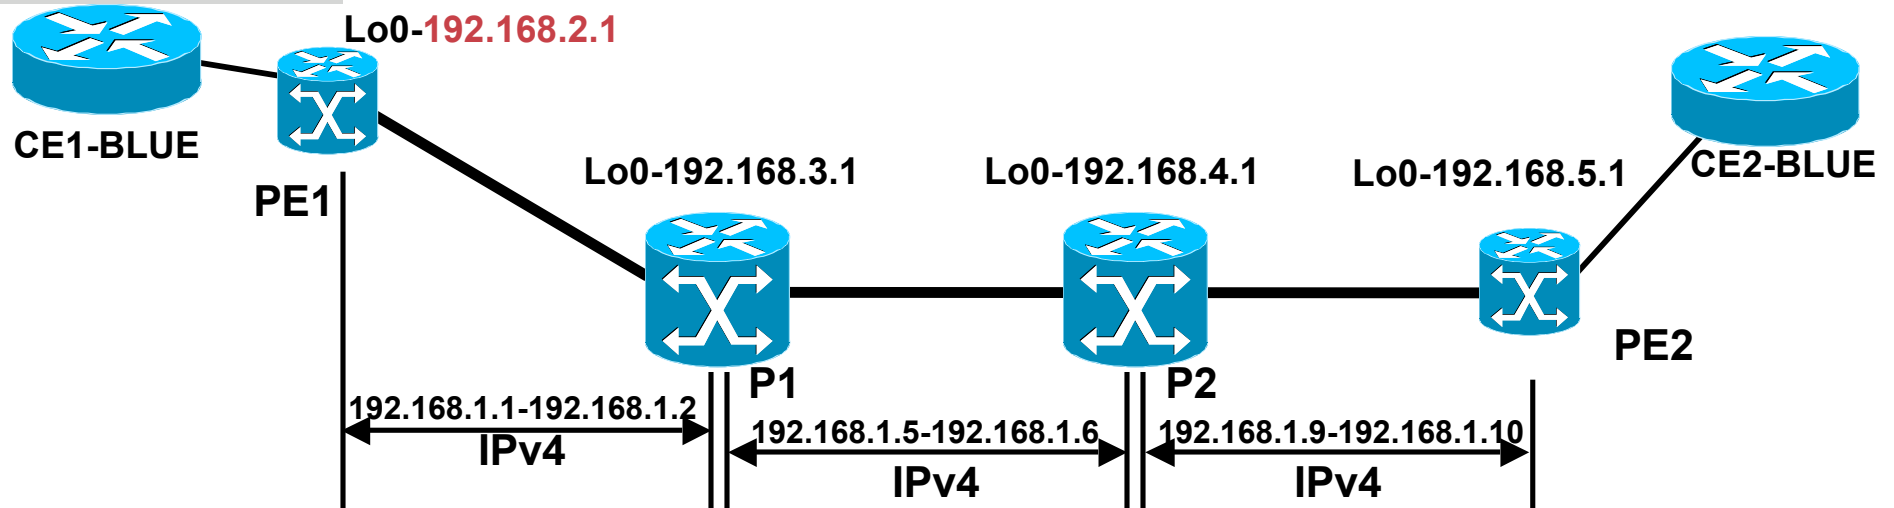 Lo0-192.168.2.1
CE1-BLUE
PE1
Lo0-192.168.3.1
Lo0-192.168.4.1
Lo0-192.168.5.1
CE2-BLUE
P1
P2
PE2
192.168.1.1-192.168.1.2
IPv4
192.168.1.5-192.168.1.6
IPv4
192.168.1.9-192.168.1.10
IPv4